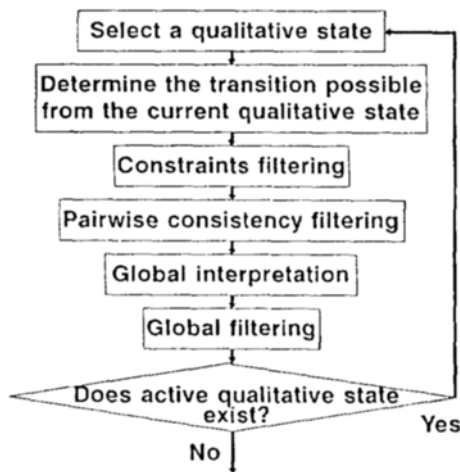 Select a qualitative state
Determine the transition possible
from the current qualitative state
Constraints filtering
Pairwise consistency filtering
Global interpretation
Global filtering
Does active qualitative state
exist?
Yes
No